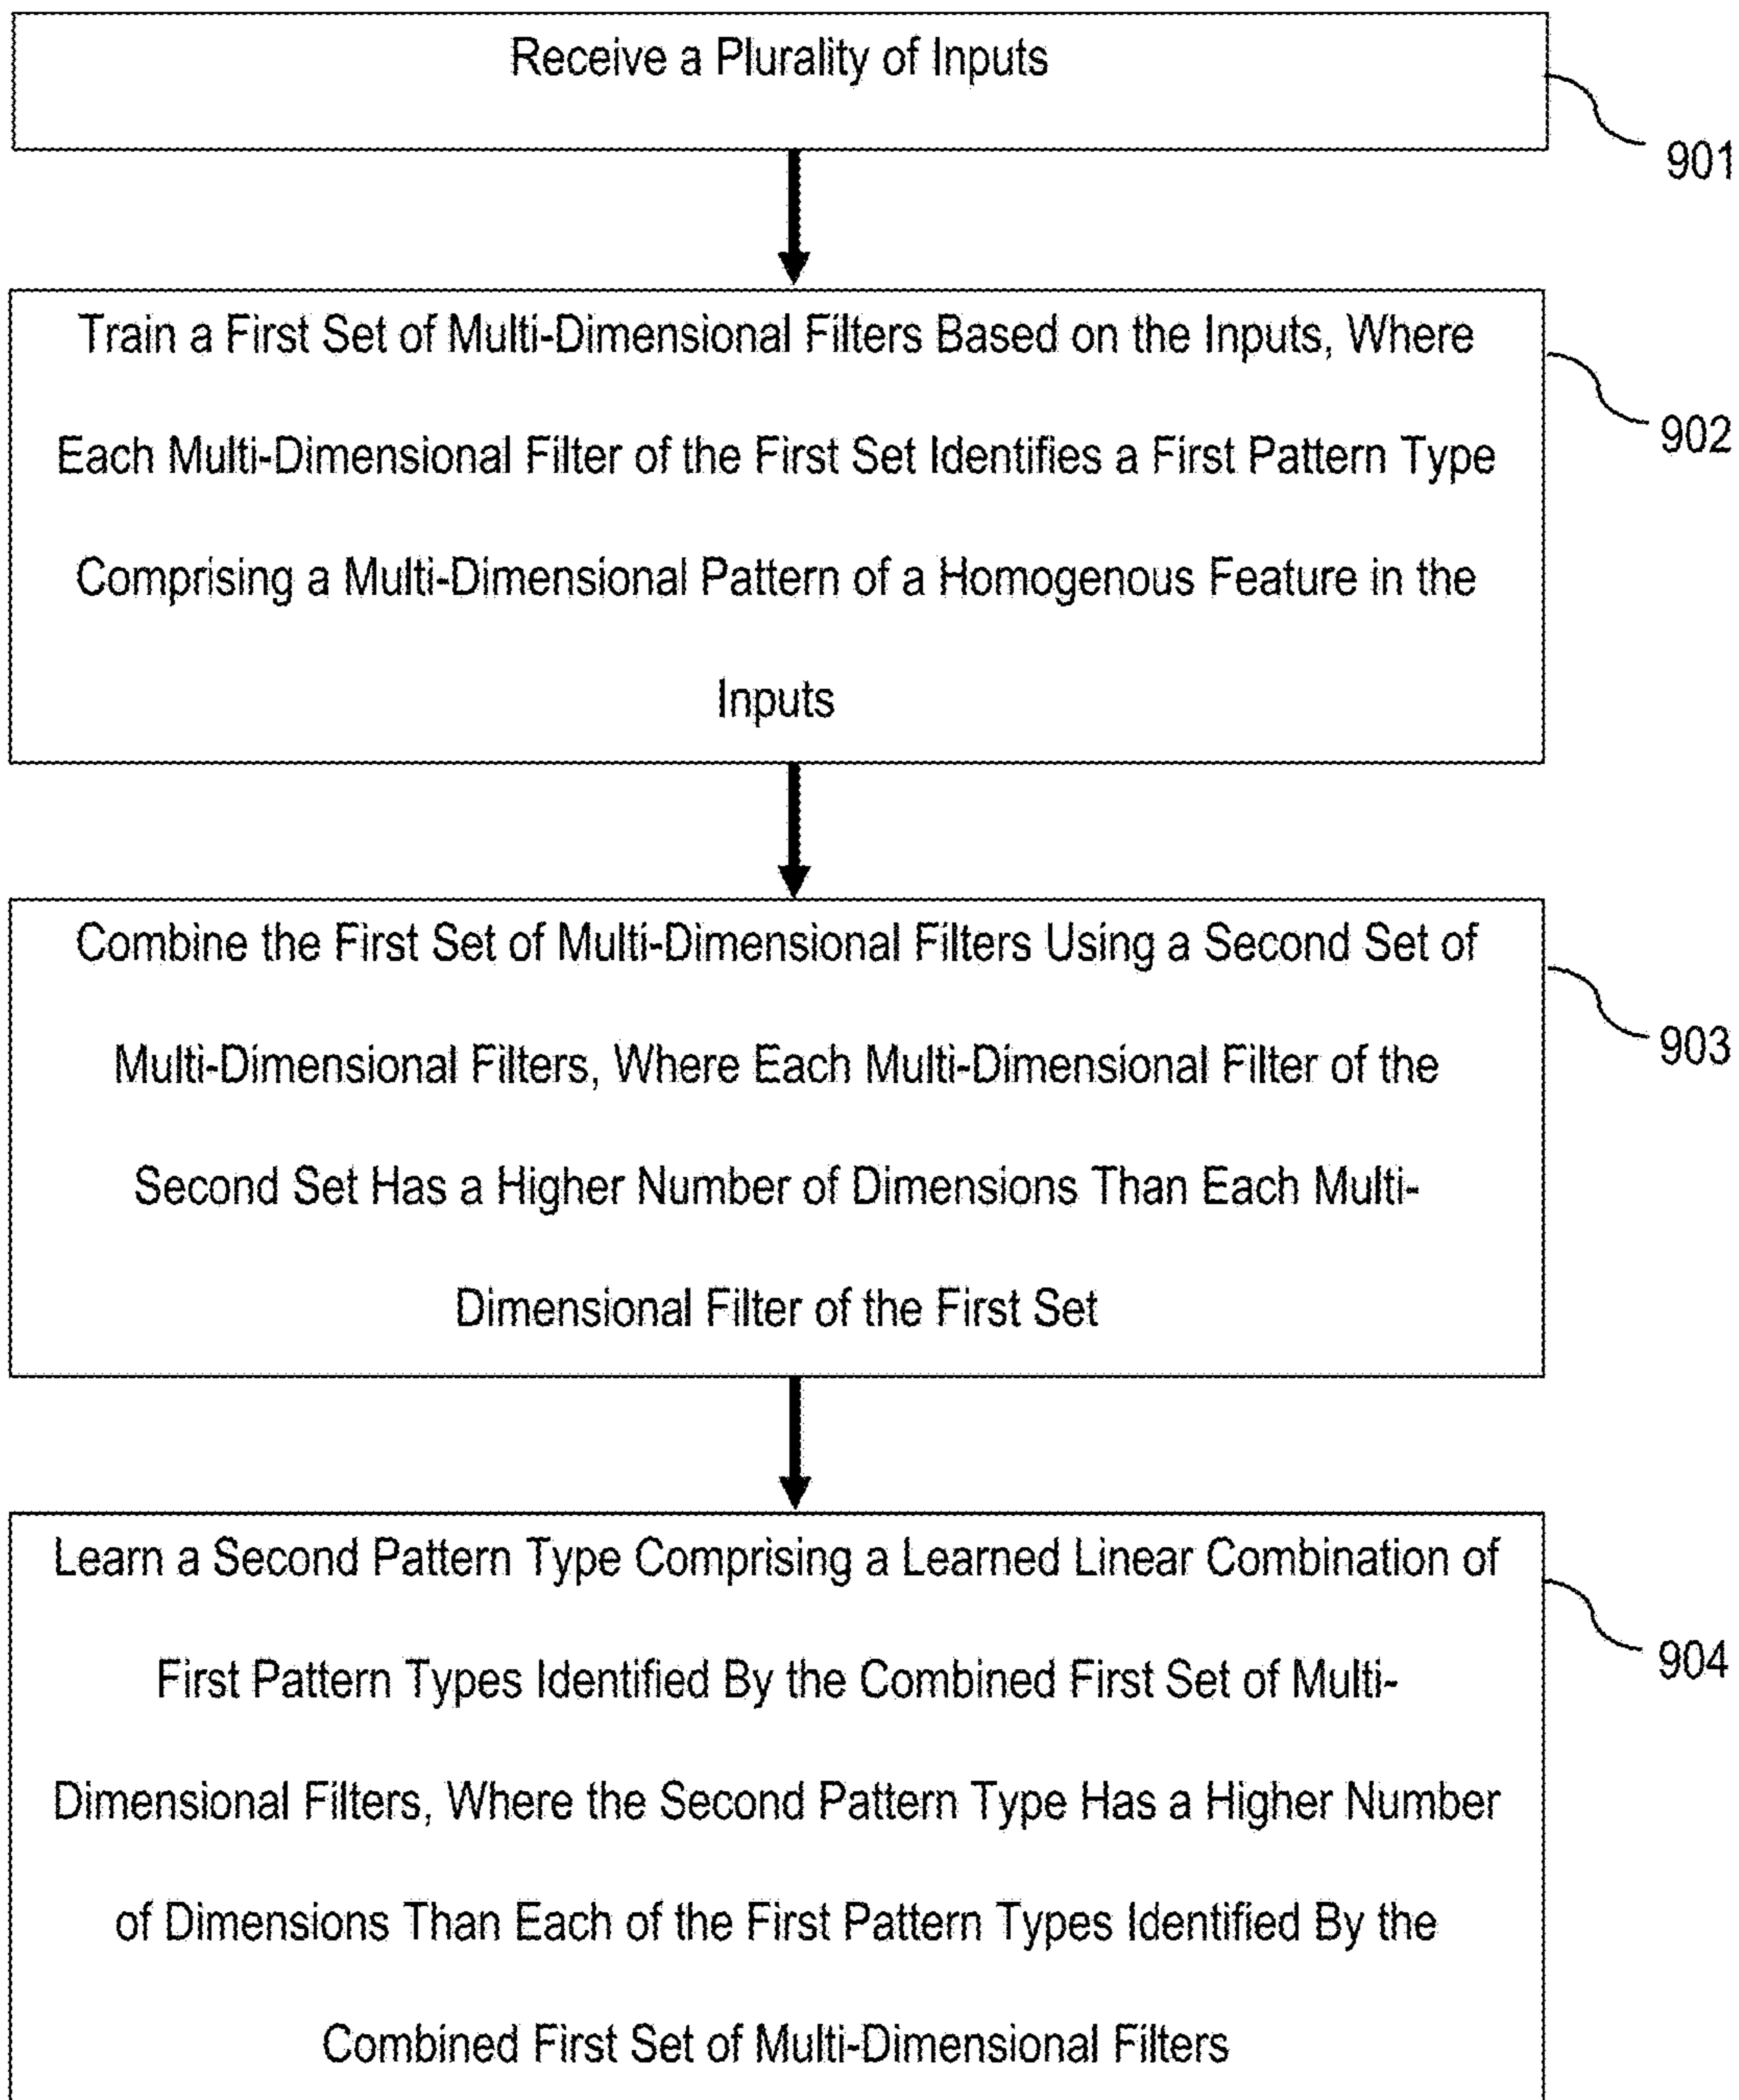 Receive a Plurality of Inputs
901
Train a First Set of Multi-Dimensional Filters Based on the Inputs, Where
902
Each Multi-Dimensional Filter of the First Set Identifies a First Pattern Type
Comprising a Multi-Dimensional Pattern of a Homogenous Feature in the
Inputs
Combine the First Set of Multi-Dimensional Filters Using a Second Set of
903
Multi-Dimensional Filters, Where Each Multi-Dimensional Filter of the
Second Set Has a Higher Number of Dimensions Than Each Multi-
Dimensional Filter of the First Set
Learn a Second Pattern Type Comprising a Learned Linear Combination of
904
First Pattern Types Identified By the Combined First Set of Multi-
Dimensional Filters, Where the Second Pattern Type Has a Higher Number
of Dimensions Than Each of the First Pattern Types Identified By the
Combined First Set of Multi-Dimensional Filters